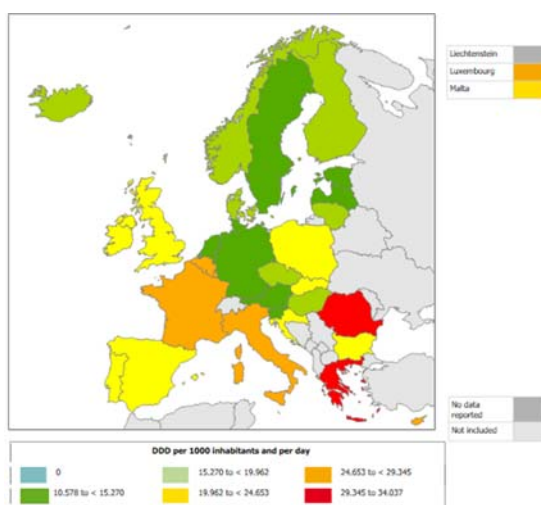 Liechtenstein
Luxembourg
Malta
No data
reported
Not included
DDD per 1000 inhabitants and per day
0
15.270 to < 19.962
24.653 to < 29.345
10.578 to < 15.270
19.962 to < 24.653
29.345 to 34.037